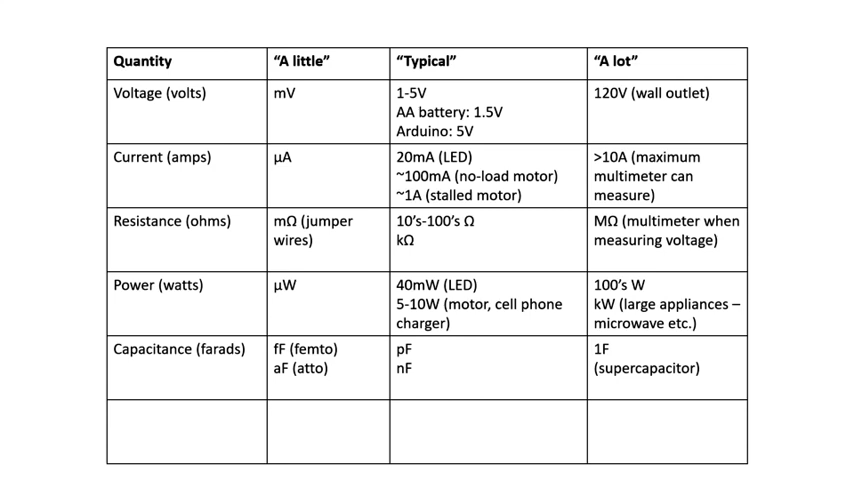 Quantity
“A little”
“Typical”
“A lot”
Voltage (volts)
mV
1-5V
AA battery: 1.5V
Arduino: 5V
120V (wall outlet)
Current (amps)
μA
20mA (LED)
~100mA (no-load motor)
~1A (stalled motor)
>10A (maximum
multimeter can
measure)
Resistance (ohms)
mΩ (jumper
wires)
10’s-100’s Ω
kΩ
MΩ (multimeter when
measuring voltage)
Power (watts)
μW
40mW (LED)
5-10W (motor, cell phone
charger)
100’s W
kW (large appliances –
microwave etc.)
Capacitance (farads)
fF (femto)
aF (atto)
pF
nF
1F
(supercapacitor)